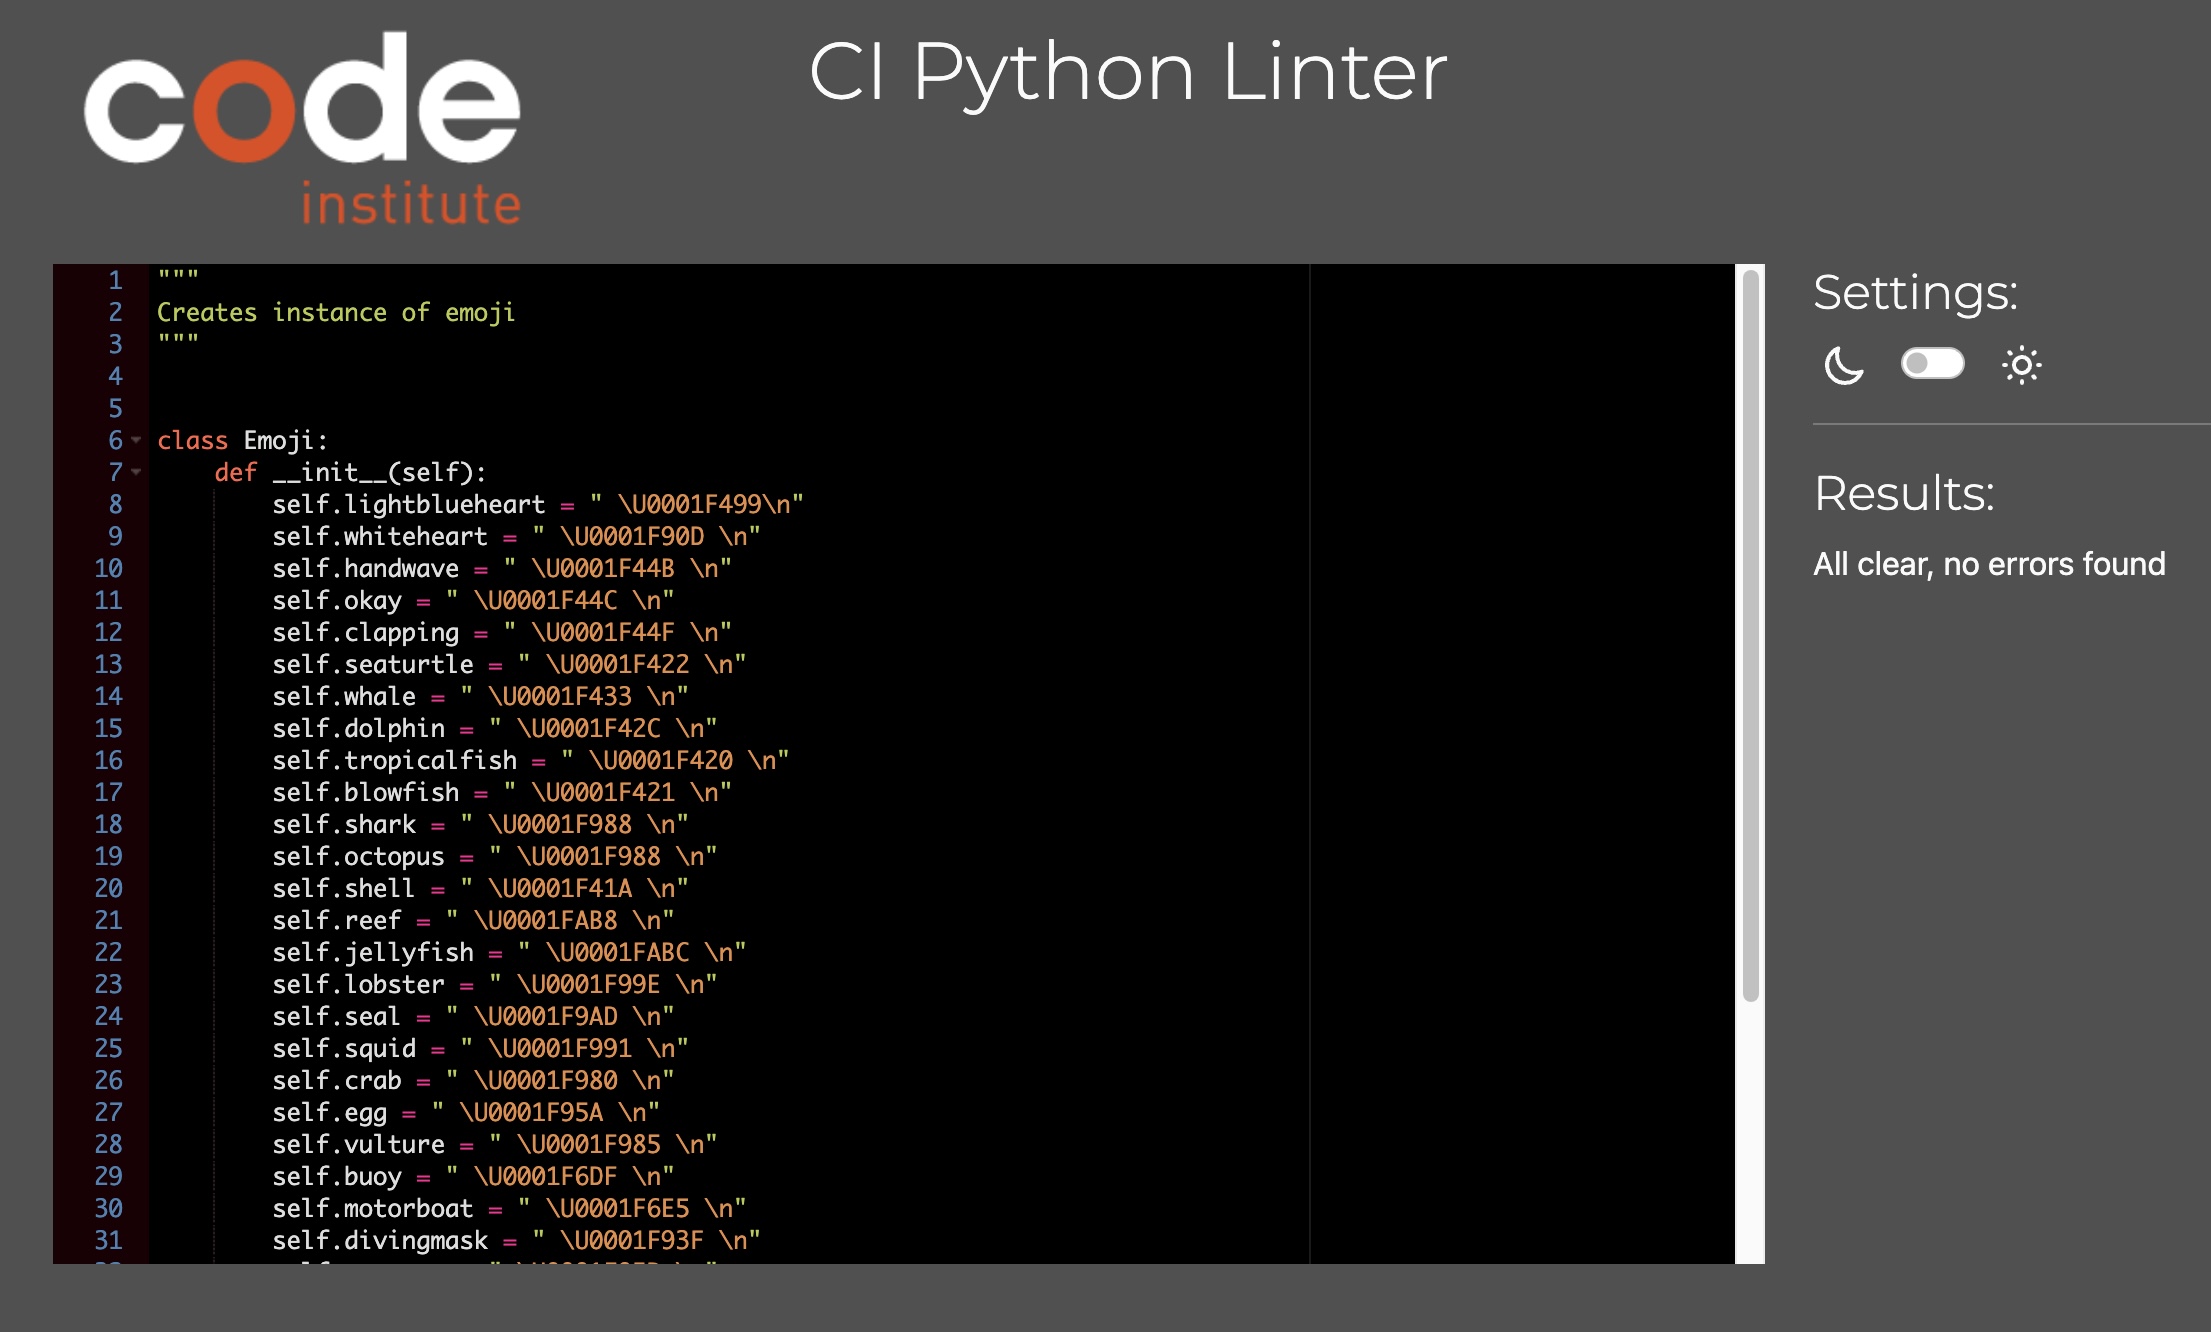 code
institute
CI Python Linter
1 """
2 Creates instance of emoji
3 """
4
5
6 class Emoji:
7     def __init__(self):
8         self.lightblueheart = " \U0001F499\n"
9         self.whiteheart = " \U0001F90D \n"
10         self.handwave = " \U0001F44B \n"
11         self.okay = " \U0001F44C \n"
12         self.clapping = " \U0001F44F \n"
13         self.seaturtle = " \U0001F422 \n"
14         self.whale = " \U0001F433 \n"
15         self.dolphin = " \U0001F42C \n"
16         self.tropicalfish = " \U0001F420 \n"
17         self.blowfish = " \U0001F421 \n"
18         self.shark = " \U0001F988 \n"
19         self.octopus = " \U0001F988 \n"
20         self.shell = " \U0001F41A \n"
21         self.reef = " \U0001FAB8 \n"
22         self.jellyfish = " \U0001FABC \n"
23         self.lobster = " \U0001F99E \n"
24         self.seal = " \U0001F9AD \n"
25         self.squid = " \U0001F991 \n"
26         self.crab = " \U0001F980 \n"
27         self.egg = " \U0001F95A \n"
28         self.vulture = " \U0001F985 \n"
29         self.buoy = " \U0001F6DF \n"
30         self.motorboat = " \U0001F6E5 \n"
31         self.divingmask = " \U0001F93F \n"
Settings:
Results:
All clear, no errors found